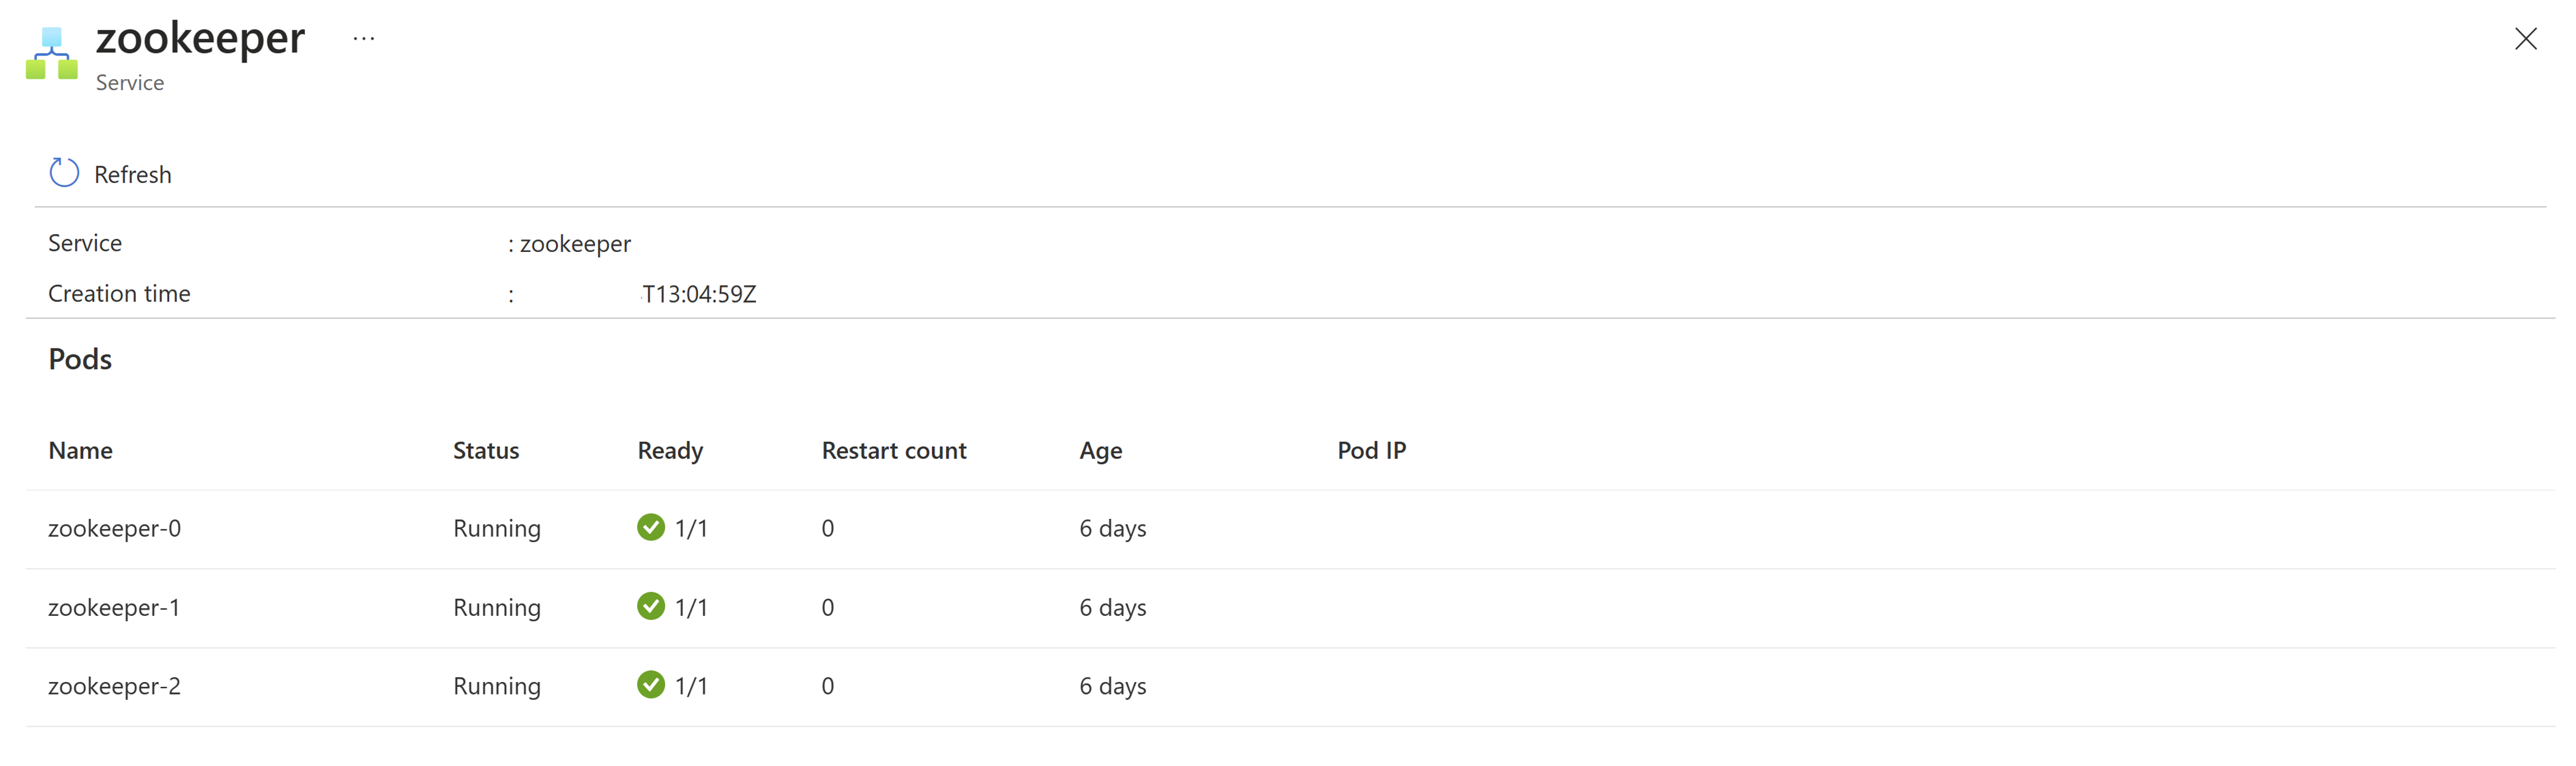 zookeeper ...
Service
Refresh
Service : zookeeper
Creation time : T13:04:59Z
Pods
Name Status Ready Restart count Age Pod IP
zookeeper-0 Running 1/1 0 6 days
zookeeper-1 Running 1/1 0 6 days
zookeeper-2 Running 1/1 0 6 days